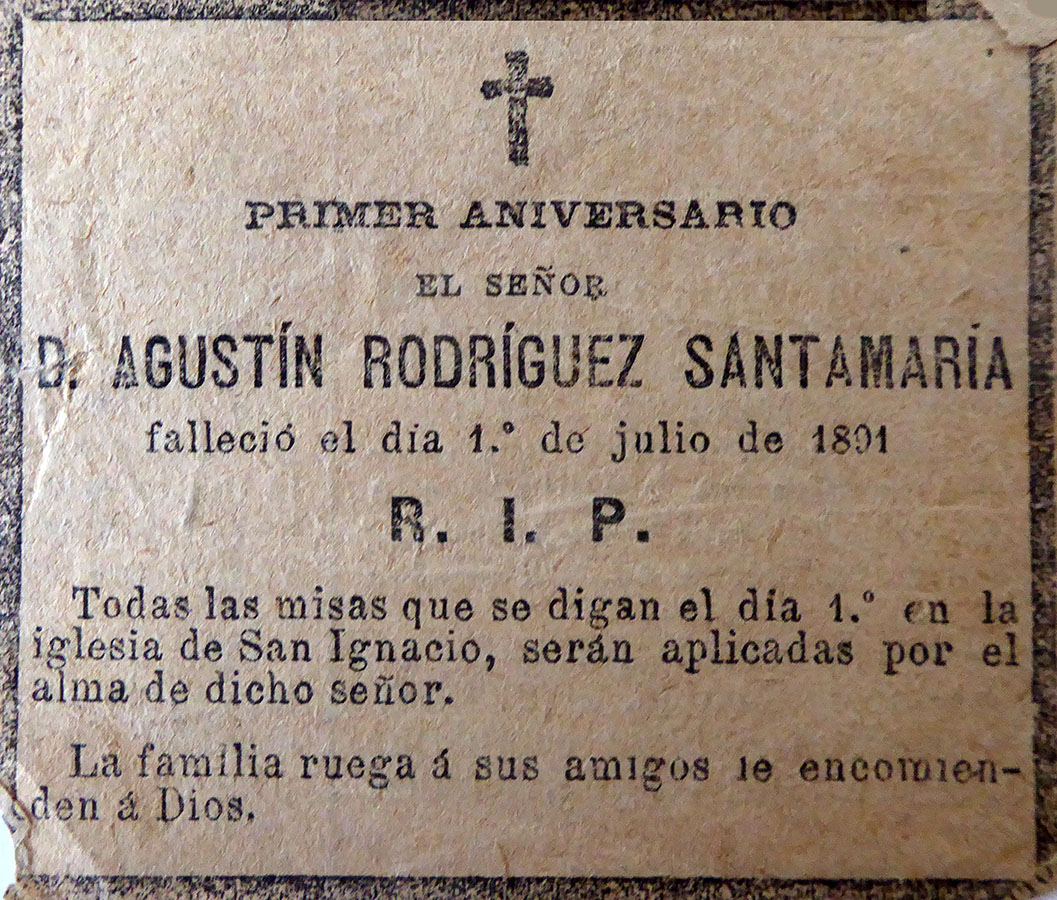 PRIMER ANIVERSARIO
EL SEÑOR
D. AGUSTÍN RODRÍGUEZ SANTAMARÍA
falleció el día 1.º de julio de 1891
R. I. P.
Todas las misas que se digan el día 1.º en la
iglesia de San Ignacio, serán aplicadas por el
alma de dicho señor.
La familia ruega á sus amigos le encomien-
den á Dios.